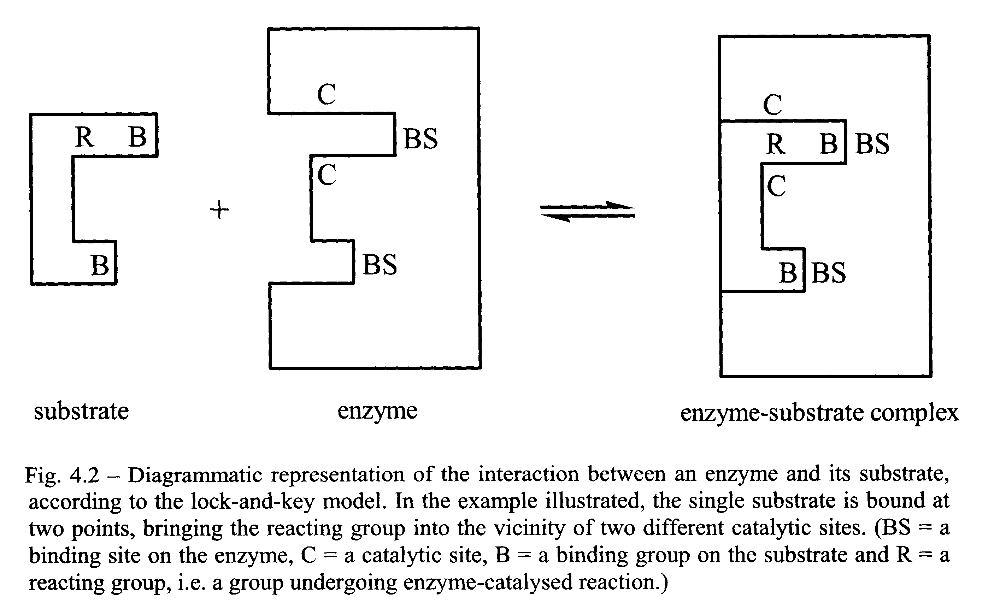 C
R B
BS
C
+
B
BS
C
R B BS
C
B BS
substrate
enzyme
enzyme-substrate complex
Fig. 4.2 – Diagrammatic representation of the interaction between an enzyme and its substrate,
according to the lock-and-key model. In the example illustrated, the single substrate is bound at
two points, bringing the reacting group into the vicinity of two different catalytic sites. (BS = a
binding site on the enzyme, C = a catalytic site, B = a binding group on the substrate and R = a
reacting group, i.e. a group undergoing enzyme-catalysed reaction.)